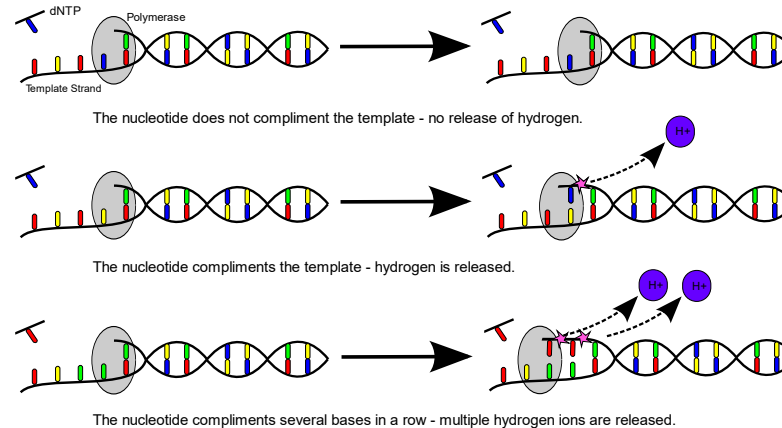 dNTP
Polymerase
Template Strand
The nucleotide does not compliment the template - no release of hydrogen.
H+
The nucleotide compliments the template - hydrogen is released.
H+ H+
The nucleotide compliments several bases in a row - multiple hydrogen ions are released.